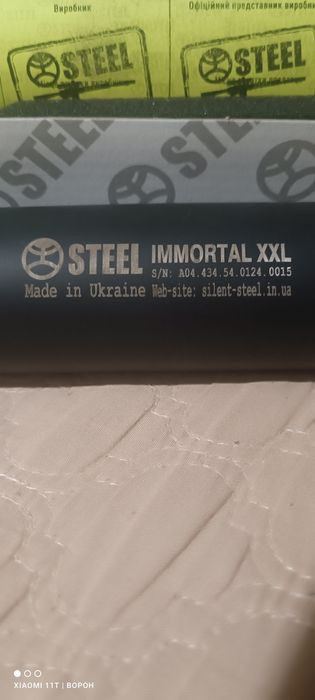 Виробник
Офіційний представник виробни
STEEL
STEEL
STEEL
STEEL
STEEL IMMORTAL XXL
S/N: A04.434.54.0124.0015
Made in Ukraine Web-site: silent-steel.in.ua
XIAOMI 11T | ВОРОН